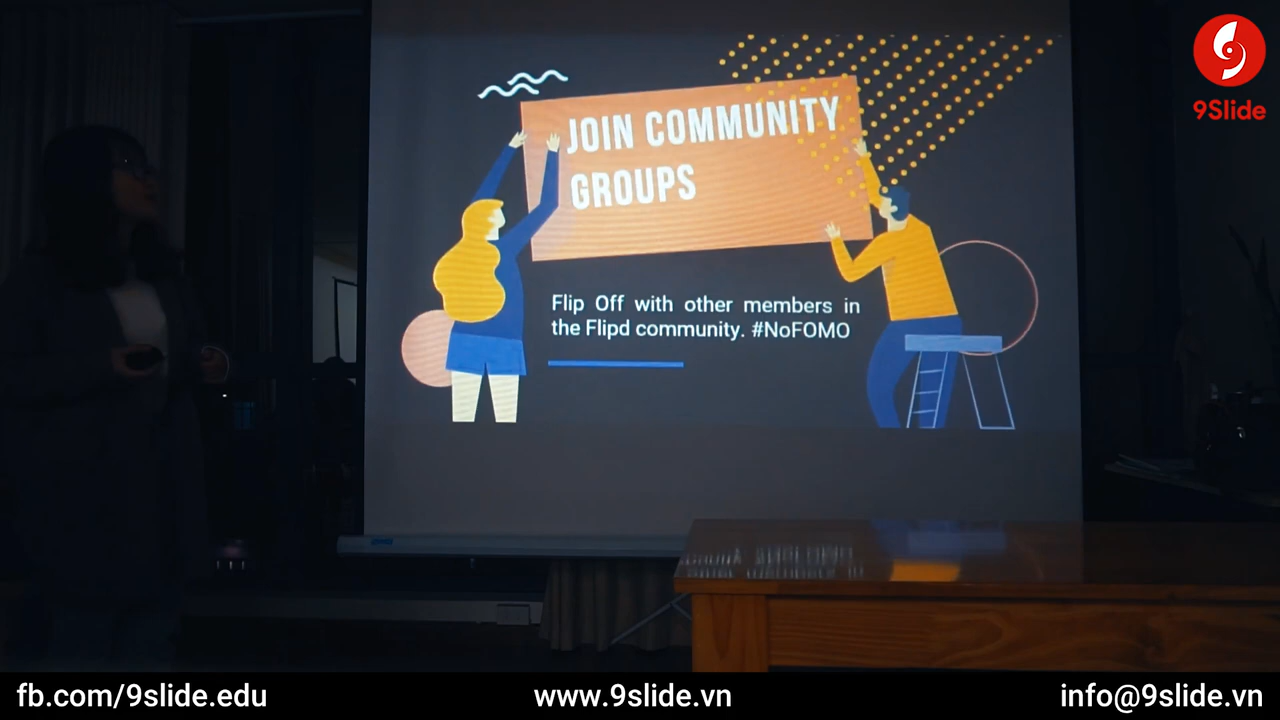 9Slide
JOIN COMMUNITY
GROUPS
Flip Off with other members in
the Flipd community. #NoFOMO
fb.com/9slide.edu
www.9slide.vn
info@9slide.vn